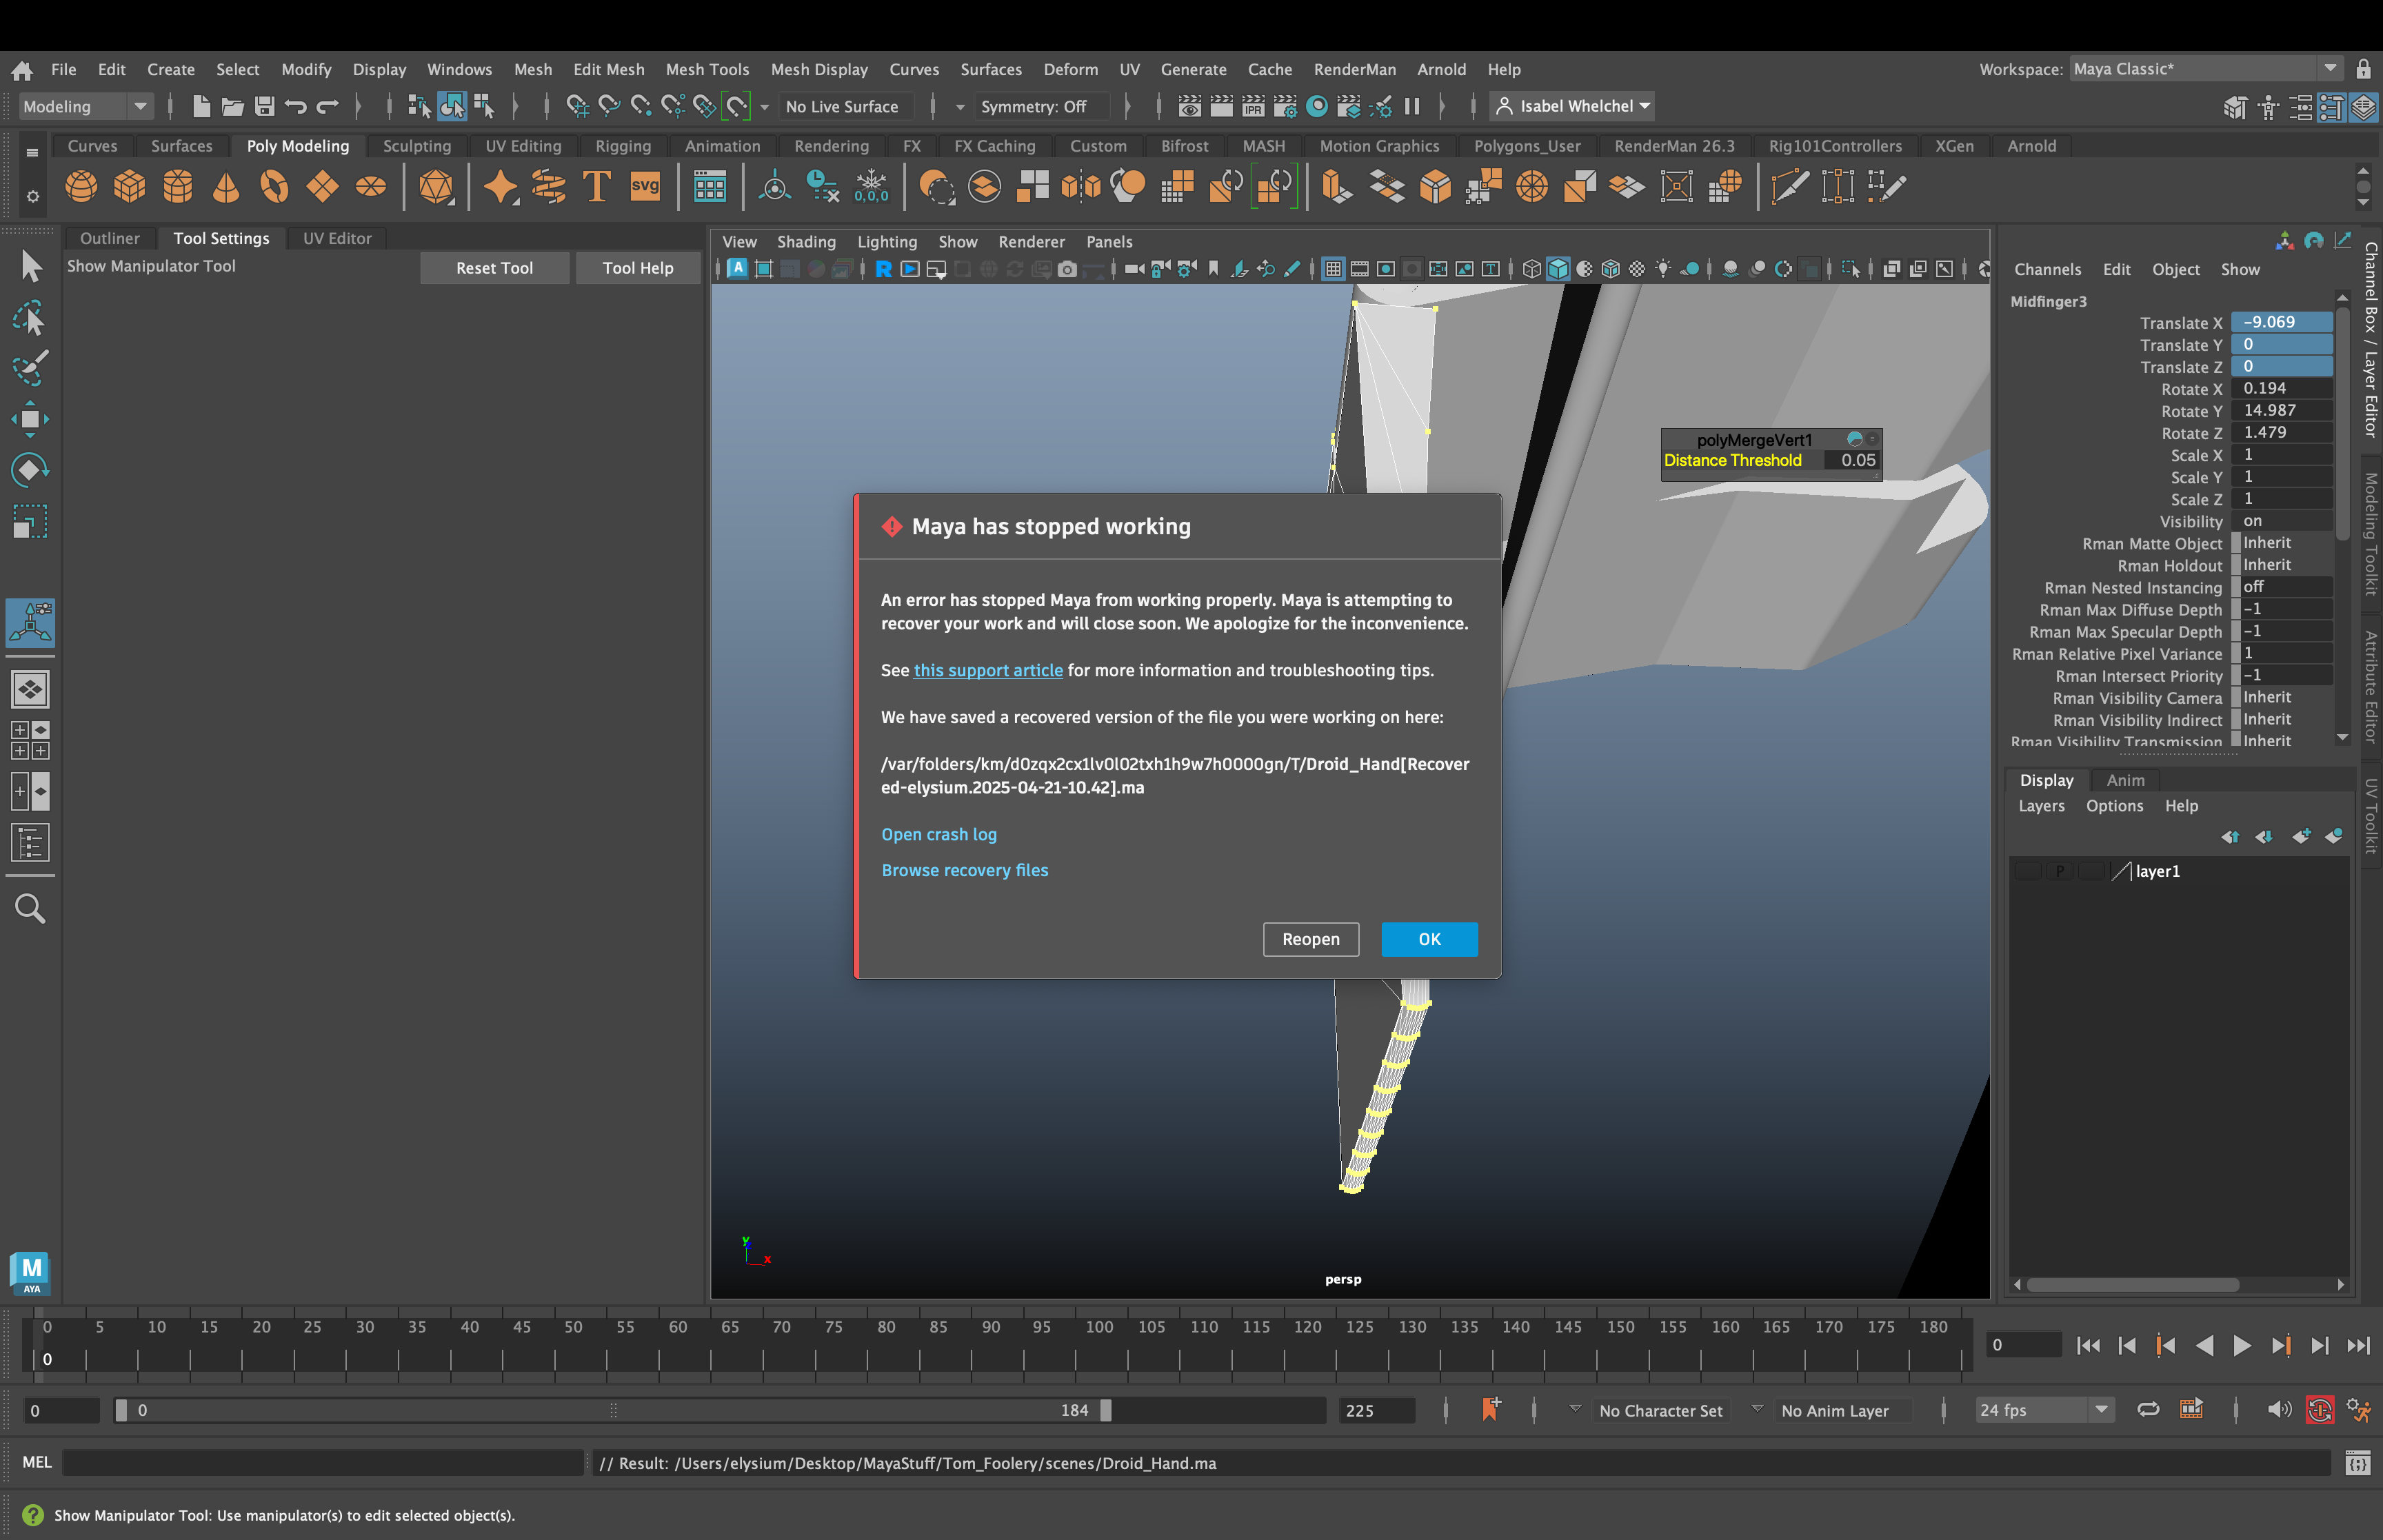 File Edit Create Select Modify Display Windows Mesh Edit Mesh Mesh Tools Mesh Display Curves Surfaces Deform UV Generate Cache RenderMan Arnold Help Workspace: Maya Classic*
Modeling No Live Surface Symmetry: Off IPR Isabel Whelchel
Curves Surfaces Poly Modeling Sculpting UV Editing Rigging Animation Rendering FX FX Caching Custom Bifrost MASH Motion Graphics Polygons_User RenderMan 26.3 Rig101Controllers XGen Arnold
T svg 0,0,0
Outliner Tool Settings UV Editor
Show Manipulator Tool Reset Tool Tool Help
View Shading Lighting Show Renderer Panels
Channels Edit Object Show
Midfinger3
Translate X -9.069
Translate Y 0
Translate Z 0
Rotate X 0.194
Rotate Y 14.987
Rotate Z 1.479
Scale X 1
Scale Y 1
Scale Z 1
Visibility on
Rman Matte Object Inherit
Rman Holdout Inherit
Rman Nested Instancing off
Rman Max Diffuse Depth -1
Rman Max Specular Depth -1
Rman Relative Pixel Variance 1
Rman Intersect Priority -1
Rman Visibility Camera Inherit
Rman Visibility Indirect Inherit
Rman Visibility Transmission Inherit
Channel Box / Layer Editor
Modeling Toolkit
Attribute Editor
UV Toolkit
polyMergeVert1
Distance Threshold 0.05
Maya has stopped working
An error has stopped Maya from working properly. Maya is attempting to
recover your work and will close soon. We apologize for the inconvenience.
See this support article for more information and troubleshooting tips.
We have saved a recovered version of the file you were working on here:
/var/folders/km/d0zqx2cx1lv0l02txh1h9w7h0000gn/T/Droid_Hand[Recover
ed-elysium.2025-04-21-10.42].ma
Open crash log
Browse recovery files
Reopen OK
Display Anim
Layers Options Help
P layer1
y
x
persp
M
AYA
0 5 10 15 20 25 30 35 40 45 50 55 60 65 70 75 80 85 90 95 100 105 110 115 120 125 130 135 140 145 150 155 160 165 170 175 180
0
0
0 0 184 225 No Character Set No Anim Layer 24 fps
MEL // Result: /Users/elysium/Desktop/MayaStuff/Tom_Foolery/scenes/Droid_Hand.ma
Show Manipulator Tool: Use manipulator(s) to edit selected object(s).